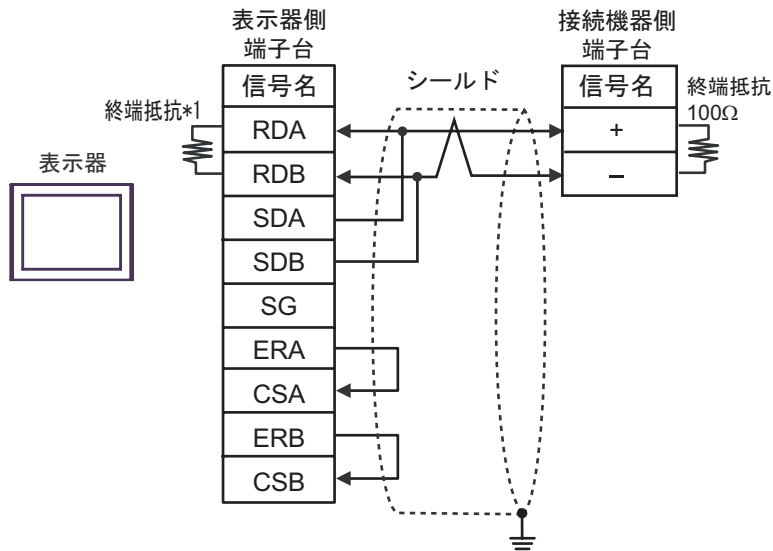 表示器側
端子台
接続機器側
端子台
信号名
シールド
信号名
終端抵抗
100Ω
終端抵抗*1
RDA
+
表示器
RDB
–
SDA
SDB
SG
ERA
CSA
ERB
CSB